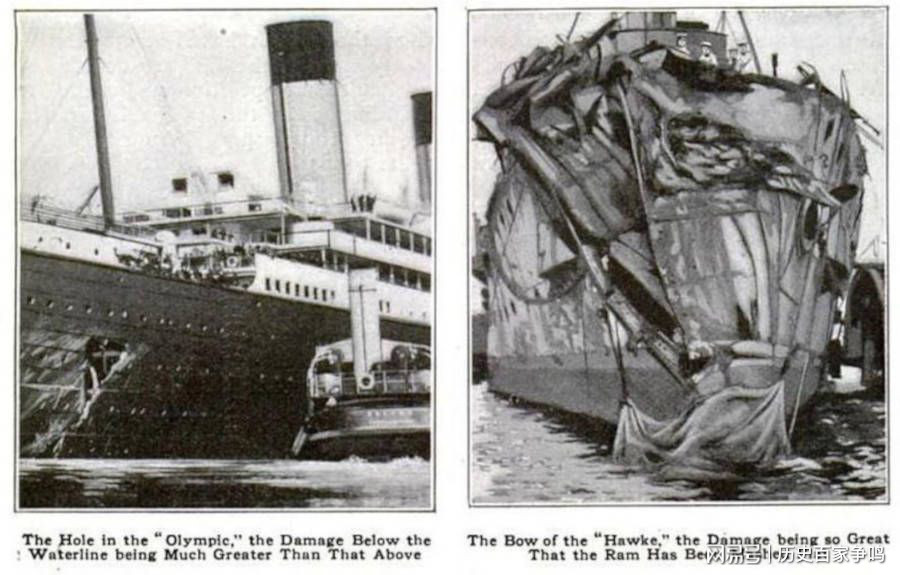 The Hole in the "Olympic," the Damage Below the
Waterline being Much Greater Than That Above
The Bow of the "Hawke," the Damage being so Great
That the Ram Has Been
网易号 | 历史百家争鸣